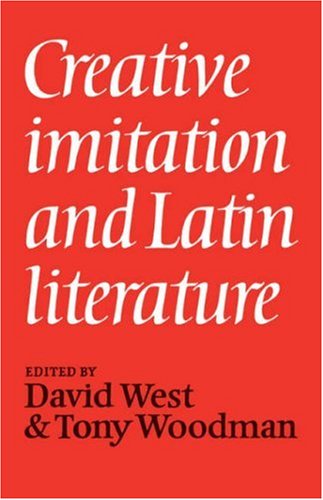 Creative
imitation
and Latin
literature
EDITED BY
David West
& Tony Woodman